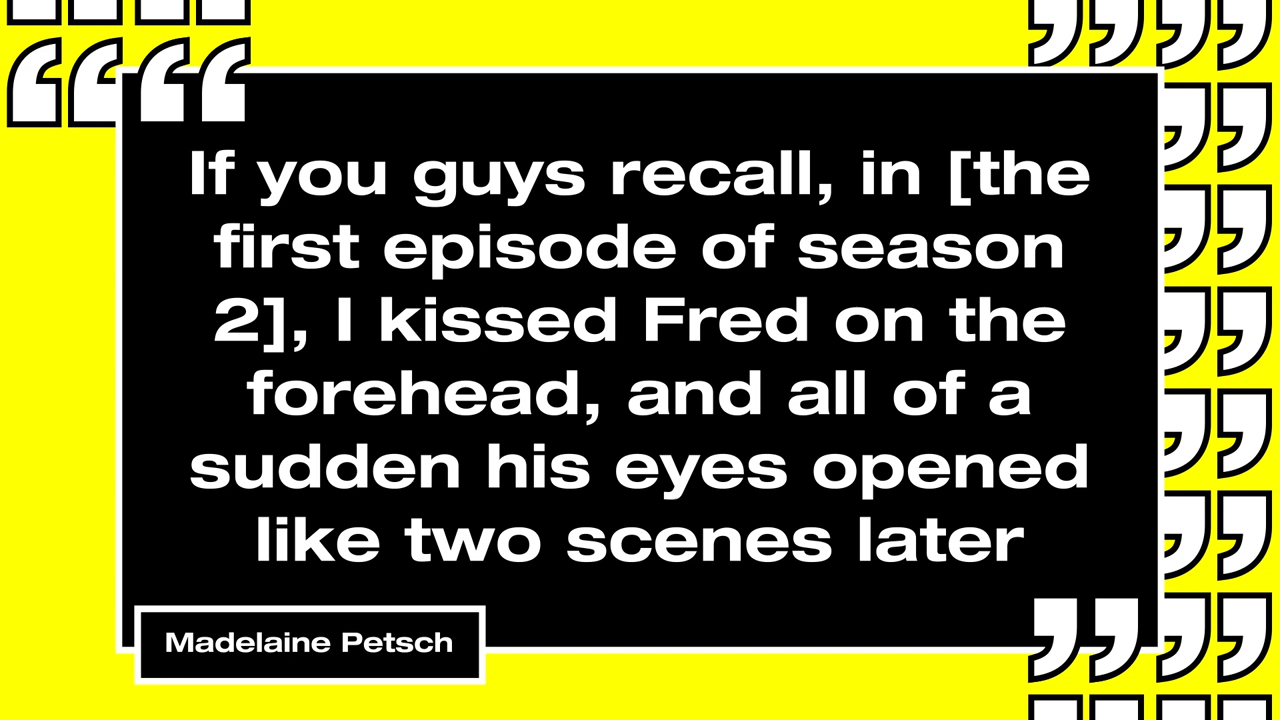 If you guys recall, in [the
first episode of season
2], I kissed Fred on the
forehead, and all of a
sudden his eyes opened
like two scenes later
Madelaine Petsch